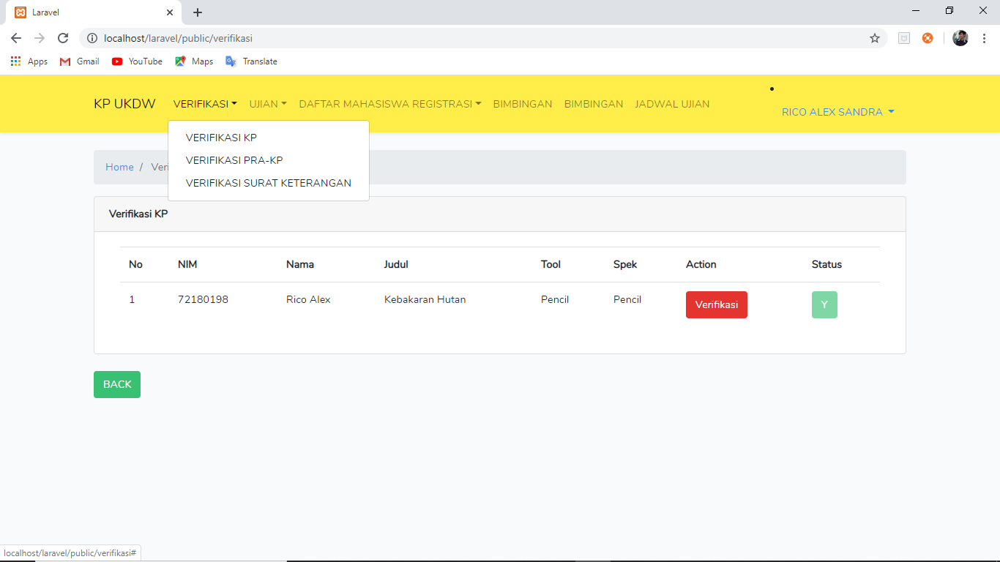 Laravel
localhost/laravel/public/verifikasi
Apps Gmail YouTube Maps Translate
KP UKDW VERIFIKASI UJIAN DAFTAR MAHASISWA REGISTRASI BIMBINGAN BIMBINGAN JADWAL UJIAN RICO ALEX SANDRA
VERIFIKASI KP
VERIFIKASI PRA-KP
VERIFIKASI SURAT KETERANGAN
Home /
Verifikasi KP
No NIM Nama Judul Tool Spek Action Status
1 72180198 Rico Alex Kebakaran Hutan Pencil Pencil Verifikasi Y
BACK
localhost/laravel/public/verifikasi#